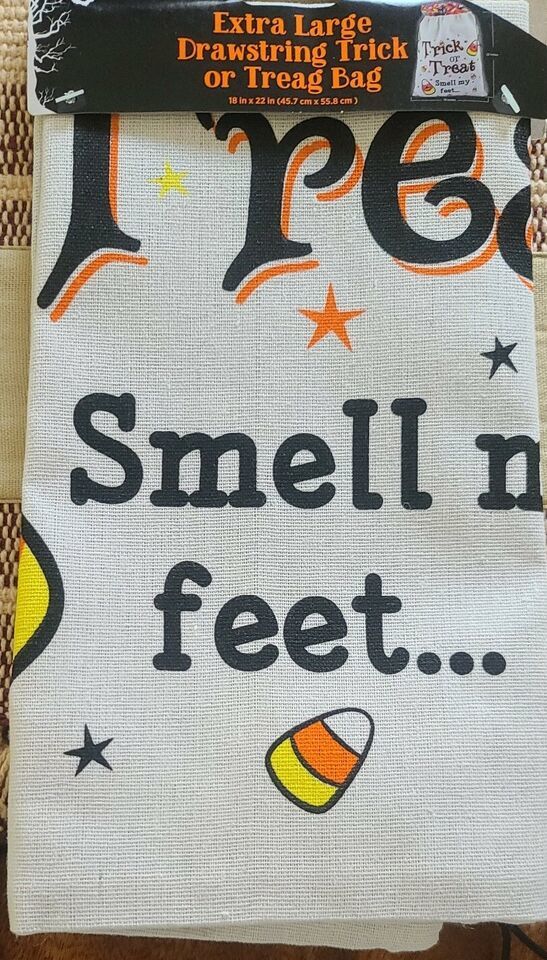 Extra Large
Drawstring Trick
or Treag Bag
18 in x 22 in (45.7 cm x 55.8 cm)
Trick
or
Treat
Smell my
feet...
Trea
Smell m
feet...